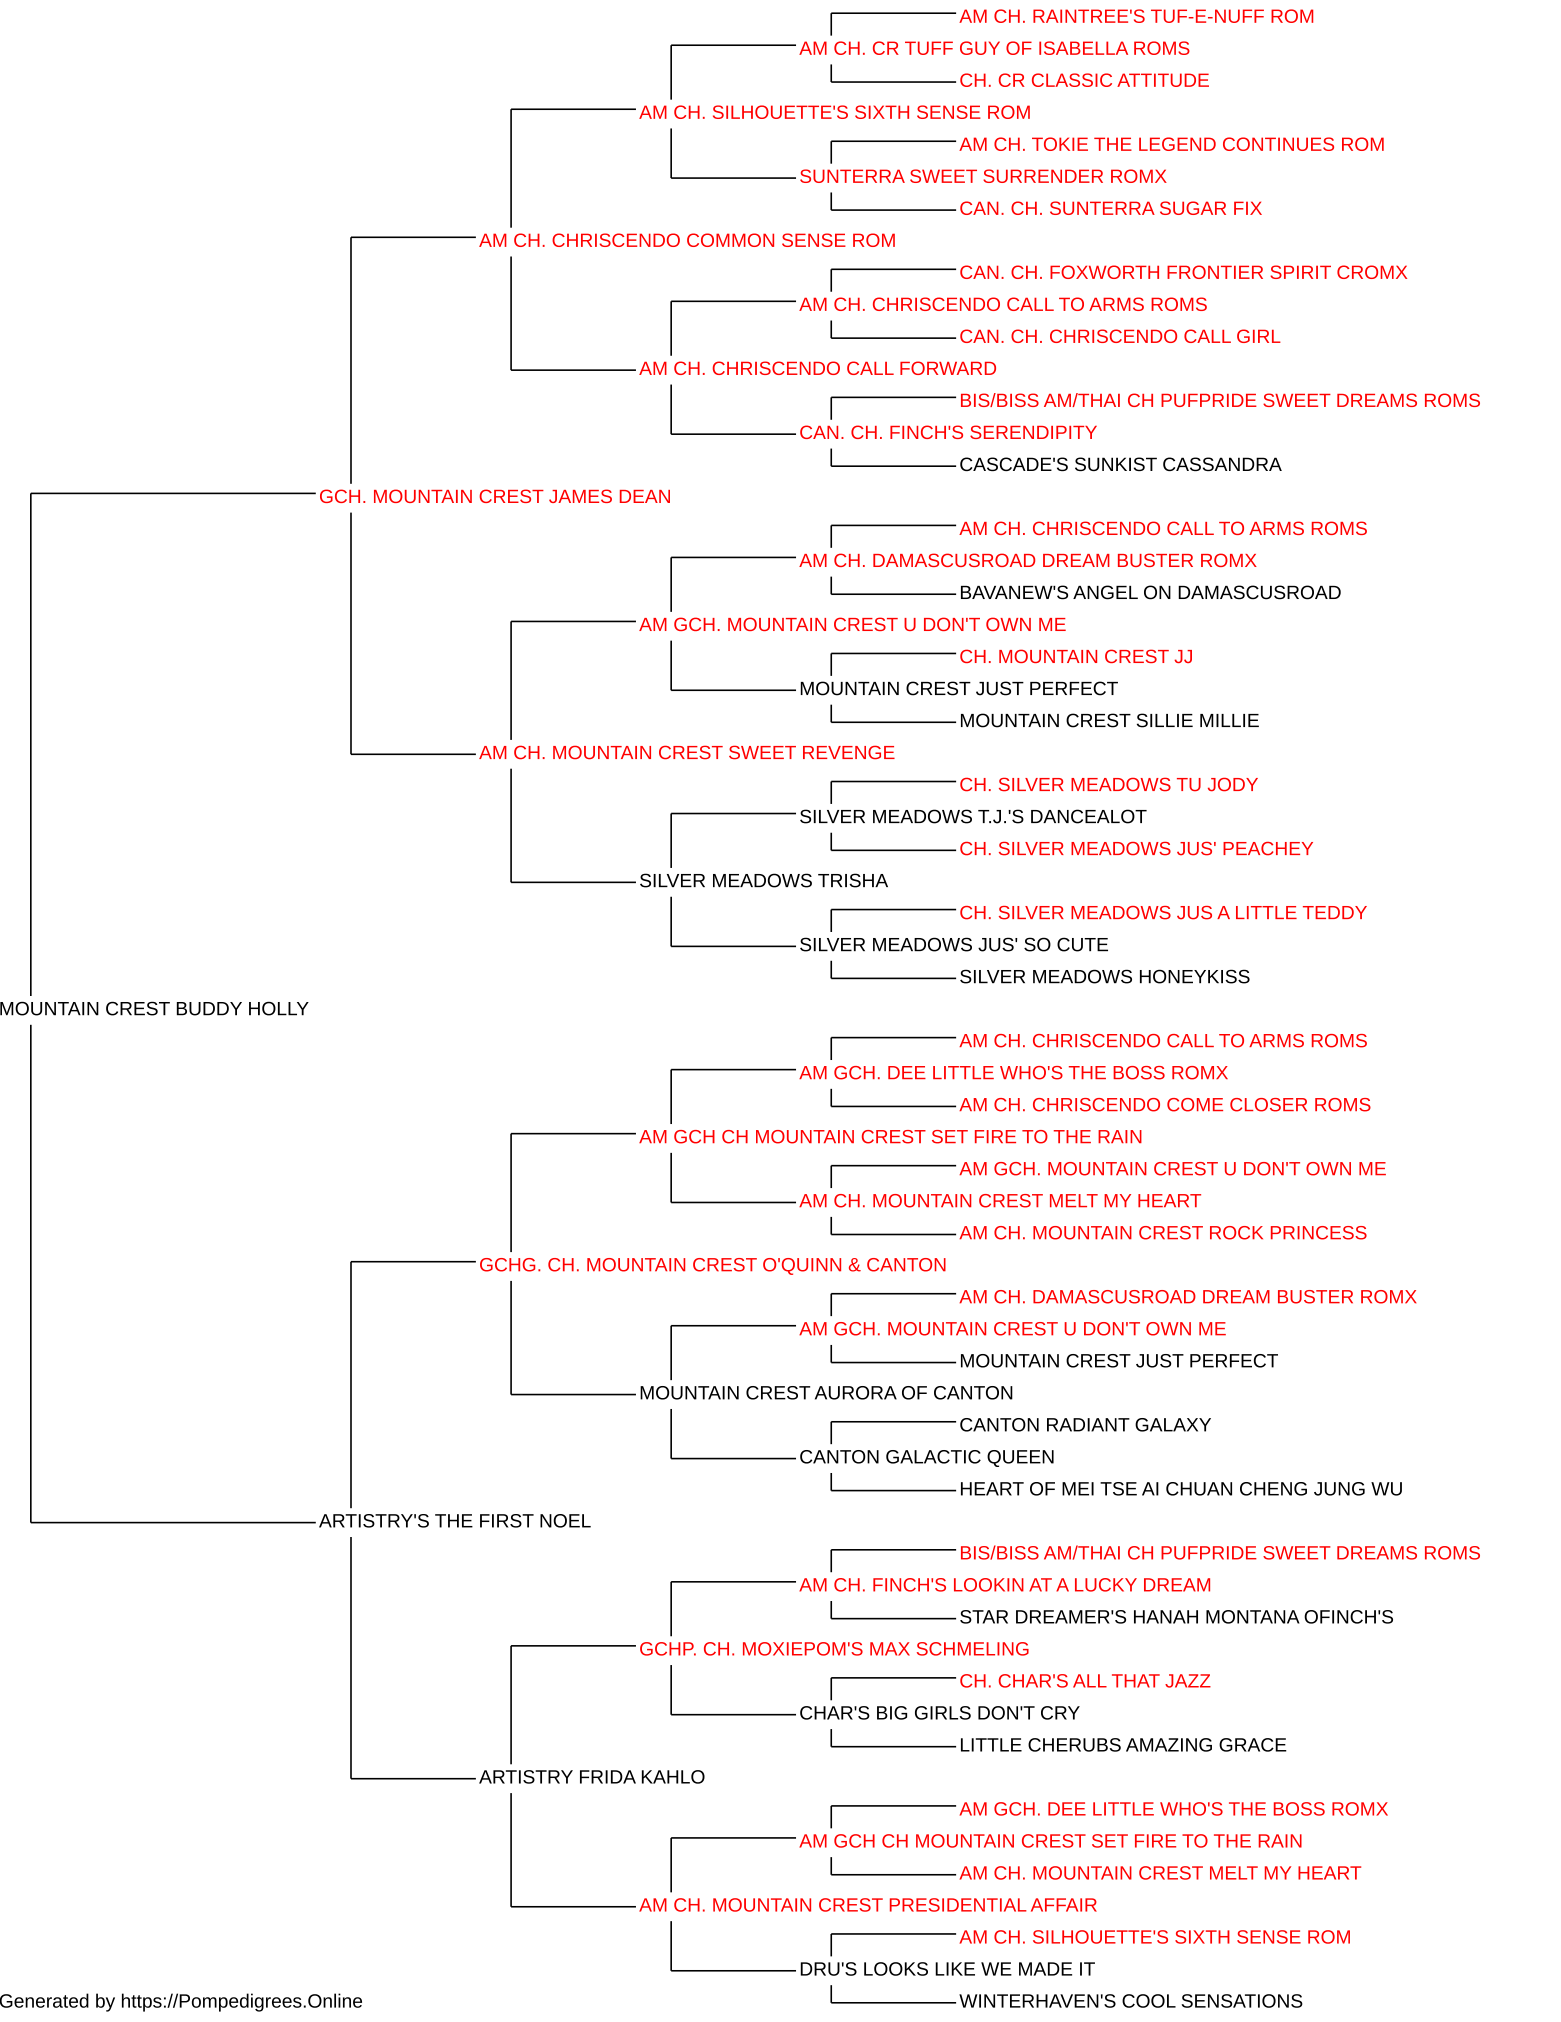 AM CH. RAINTREE'S TUF-E-NUFF ROM
AM CH. CR TUFF GUY OF ISABELLA ROMS
CH. CR CLASSIC ATTITUDE
AM CH. SILHOUETTE'S SIXTH SENSE ROM
AM CH. TOKIE THE LEGEND CONTINUES ROM
SUNTERRA SWEET SURRENDER ROMX
CAN. CH. SUNTERRA SUGAR FIX
AM CH. CHRISCENDO COMMON SENSE ROM
CAN. CH. FOXWORTH FRONTIER SPIRIT CROMX
AM CH. CHRISCENDO CALL TO ARMS ROMS
CAN. CH. CHRISCENDO CALL GIRL
AM CH. CHRISCENDO CALL FORWARD
BIS/BISS AM/THAI CH PUFPRIDE SWEET DREAMS ROMS
CAN. CH. FINCH'S SERENDIPITY
CASCADE'S SUNKIST CASSANDRA
GCH. MOUNTAIN CREST JAMES DEAN
AM CH. CHRISCENDO CALL TO ARMS ROMS
AM CH. DAMASCUSROAD DREAM BUSTER ROMX
BAVANEW'S ANGEL ON DAMASCUSROAD
AM GCH. MOUNTAIN CREST U DON'T OWN ME
CH. MOUNTAIN CREST JJ
MOUNTAIN CREST JUST PERFECT
MOUNTAIN CREST SILLIE MILLIE
AM CH. MOUNTAIN CREST SWEET REVENGE
CH. SILVER MEADOWS TU JODY
SILVER MEADOWS T.J.'S DANCEALOT
CH. SILVER MEADOWS JUS' PEACHEY
SILVER MEADOWS TRISHA
CH. SILVER MEADOWS JUS A LITTLE TEDDY
SILVER MEADOWS JUS' SO CUTE
SILVER MEADOWS HONEYKISS
MOUNTAIN CREST BUDDY HOLLY
AM CH. CHRISCENDO CALL TO ARMS ROMS
AM GCH. DEE LITTLE WHO'S THE BOSS ROMX
AM CH. CHRISCENDO COME CLOSER ROMS
AM GCH CH MOUNTAIN CREST SET FIRE TO THE RAIN
AM GCH. MOUNTAIN CREST U DON'T OWN ME
AM CH. MOUNTAIN CREST MELT MY HEART
AM CH. MOUNTAIN CREST ROCK PRINCESS
GCHG. CH. MOUNTAIN CREST O'QUINN & CANTON
AM CH. DAMASCUSROAD DREAM BUSTER ROMX
AM GCH. MOUNTAIN CREST U DON'T OWN ME
MOUNTAIN CREST JUST PERFECT
MOUNTAIN CREST AURORA OF CANTON
CANTON RADIANT GALAXY
CANTON GALACTIC QUEEN
HEART OF MEI TSE AI CHUAN CHENG JUNG WU
ARTISTRY'S THE FIRST NOEL
BIS/BISS AM/THAI CH PUFPRIDE SWEET DREAMS ROMS
AM CH. FINCH'S LOOKIN AT A LUCKY DREAM
STAR DREAMER'S HANAH MONTANA OFINCH'S
GCHP. CH. MOXIEPOM'S MAX SCHMELING
CH. CHAR'S ALL THAT JAZZ
CHAR'S BIG GIRLS DON'T CRY
LITTLE CHERUBS AMAZING GRACE
ARTISTRY FRIDA KAHLO
AM GCH. DEE LITTLE WHO'S THE BOSS ROMX
AM GCH CH MOUNTAIN CREST SET FIRE TO THE RAIN
AM CH. MOUNTAIN CREST MELT MY HEART
AM CH. MOUNTAIN CREST PRESIDENTIAL AFFAIR
AM CH. SILHOUETTE'S SIXTH SENSE ROM
DRU'S LOOKS LIKE WE MADE IT
WINTERHAVEN'S COOL SENSATIONS
Generated by https://Pompedigrees.Online